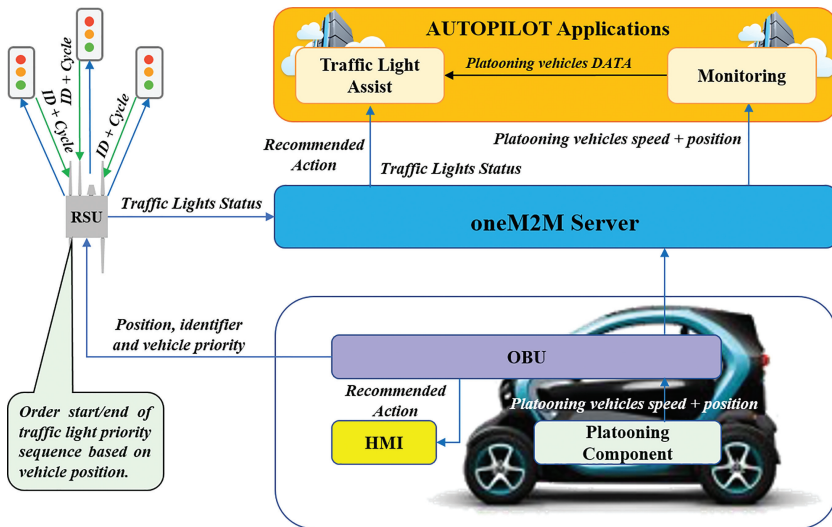 AUTOPILOT Applications
Traffic Light
Assist
Platooning vehicles DATA
Monitoring
ID + Cycle
ID + Cycle
ID + Cycle
Recommended
Action
Traffic Lights Status
Platooning vehicles speed + position
RSU
Traffic Lights Status
oneM2M Server
Position, identifier
and vehicle priority
OBU
Recommended
Action
Platooning vehicles speed + position
HMI
Platooning
Component
Order start/end of
traffic light priority
sequence based on
vehicle position.